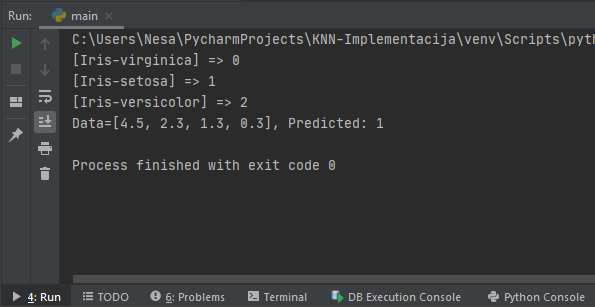 Run: main
C:\Users\Nesa\PycharmProjects\KNN-Implementacija\venv\Scripts\pyth
[Iris-virginica] => 0
[Iris-setosa] => 1
[Iris-versicolor] => 2
Data=[4.5, 2.3, 1.3, 0.3], Predicted: 1
Process finished with exit code 0
4: Run TODO 6: Problems Terminal DB Execution Console Python Console